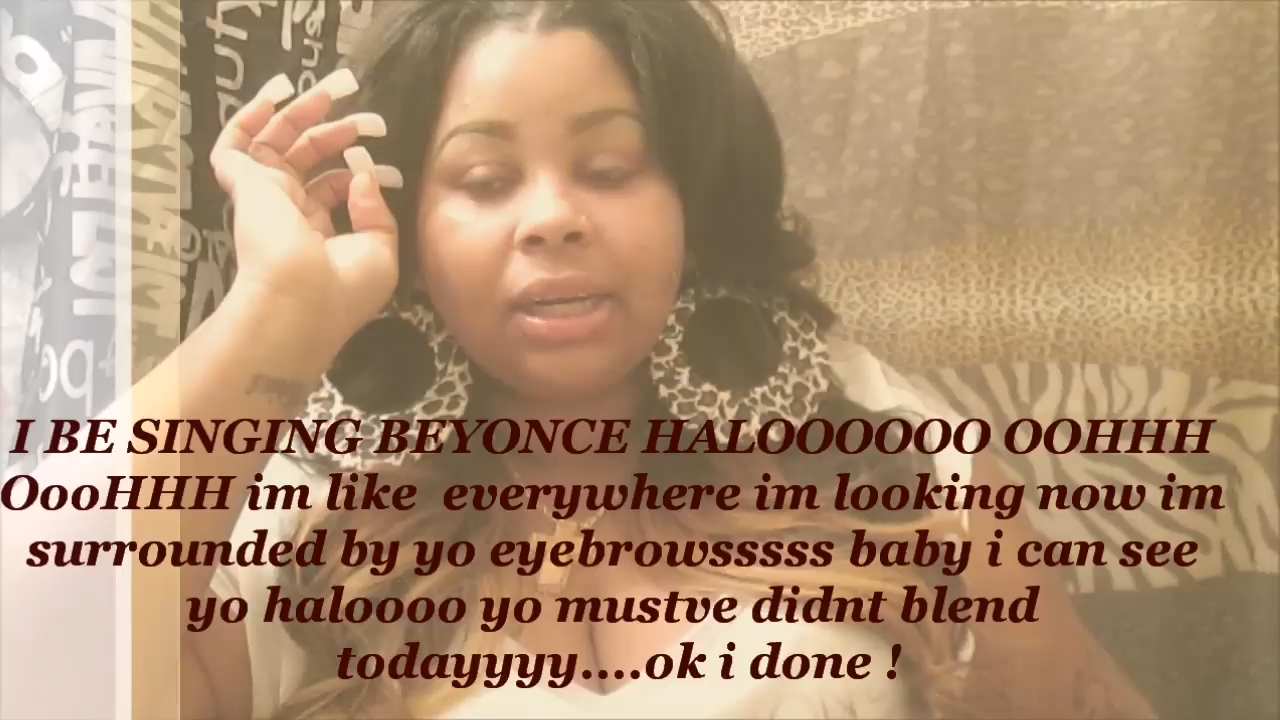 I BE SINGING BEYONCE HALOOOOOO OOHHH
OooHHH im like everywhere im looking now im
surrounded by yo eyebrowsssss baby i can see
yo haloooo yo mustve didnt blend
todayyyy....ok i done !